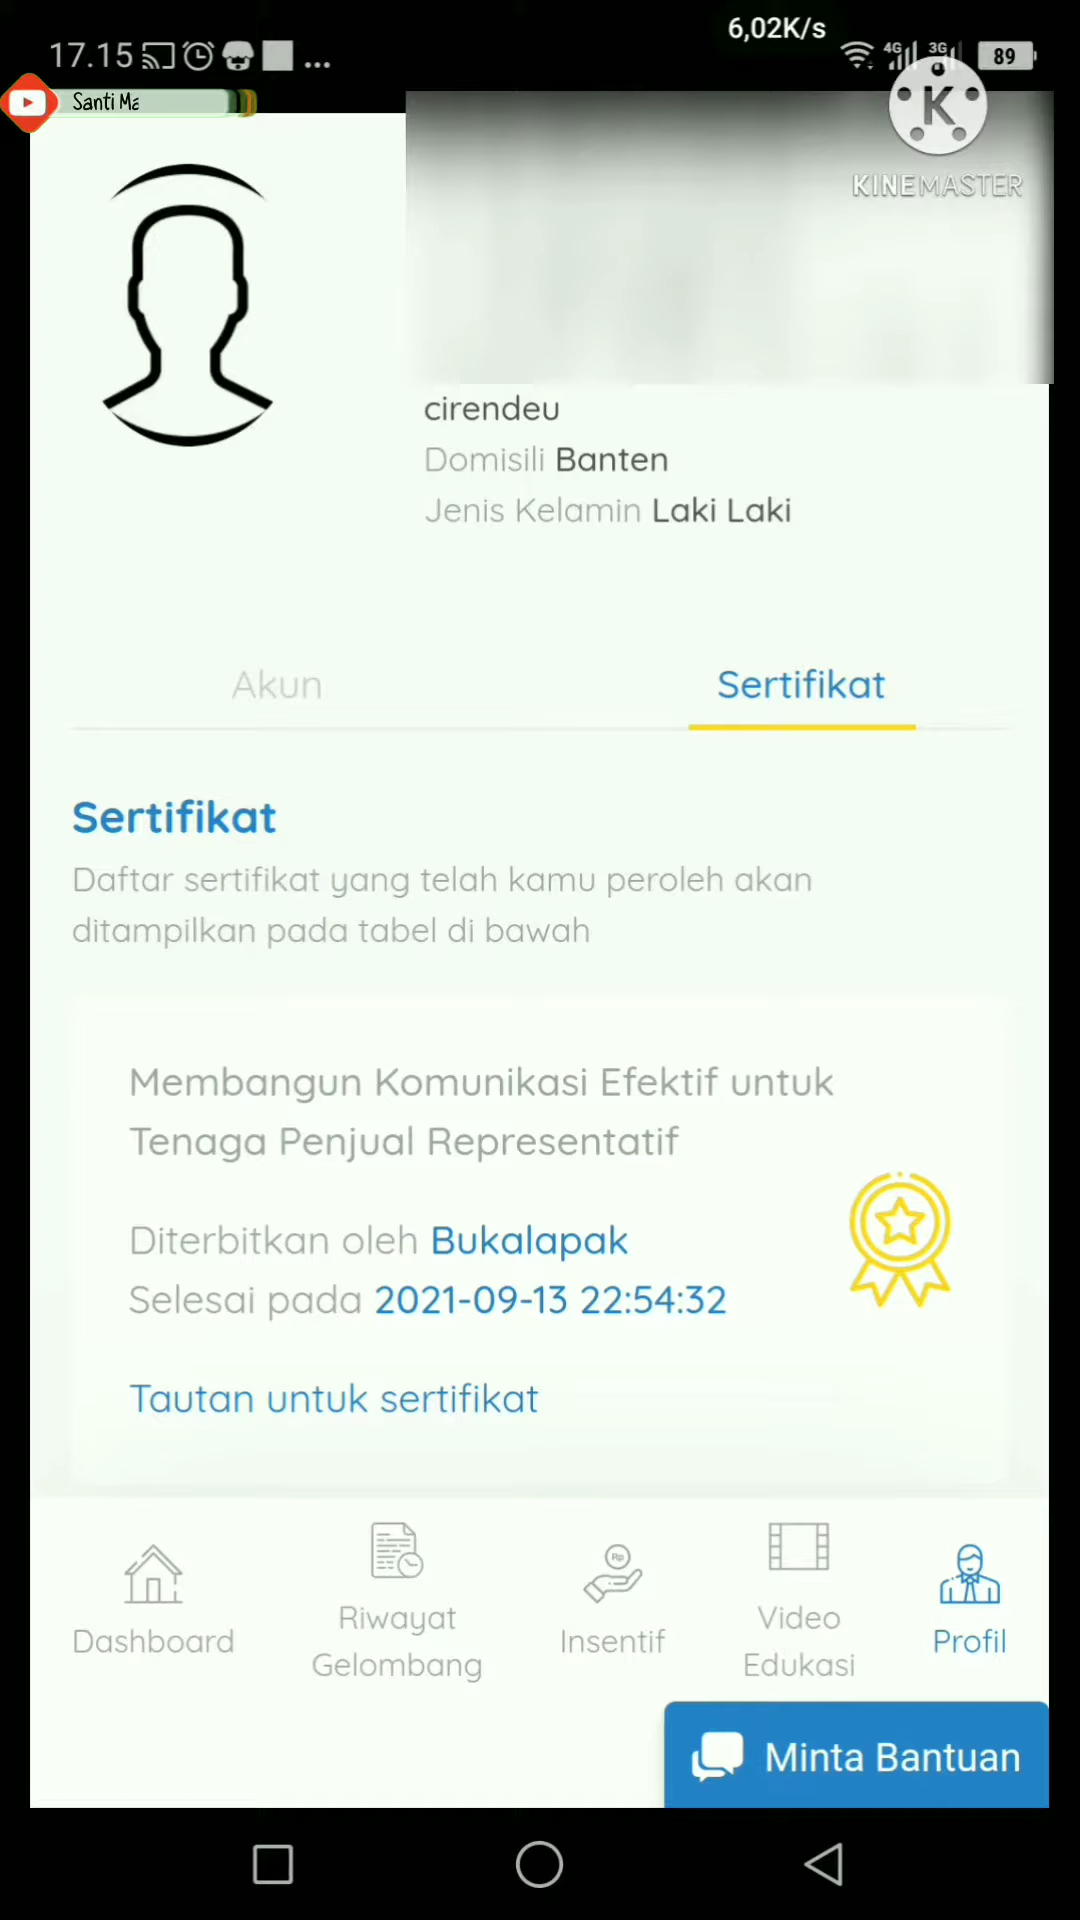 6,02K/s
17.15
4G
3G
89
Santi Ma
K
KINEMASTER
cirendeu
Domisili Banten
Jenis Kelamin Laki Laki
Akun
Sertifikat
Sertifikat
Daftar sertifikat yang telah kamu peroleh akan
ditampilkan pada tabel di bawah
Membangun Komunikasi Efektif untuk
Tenaga Penjual Representatif
Diterbitkan oleh Bukalapak
Selesai pada 2021-09-13 22:54:32
Tautan untuk sertifikat
Dashboard
Riwayat
Gelombang
Rp
Insentif
Video
Edukasi
Profil
Minta Bantuan